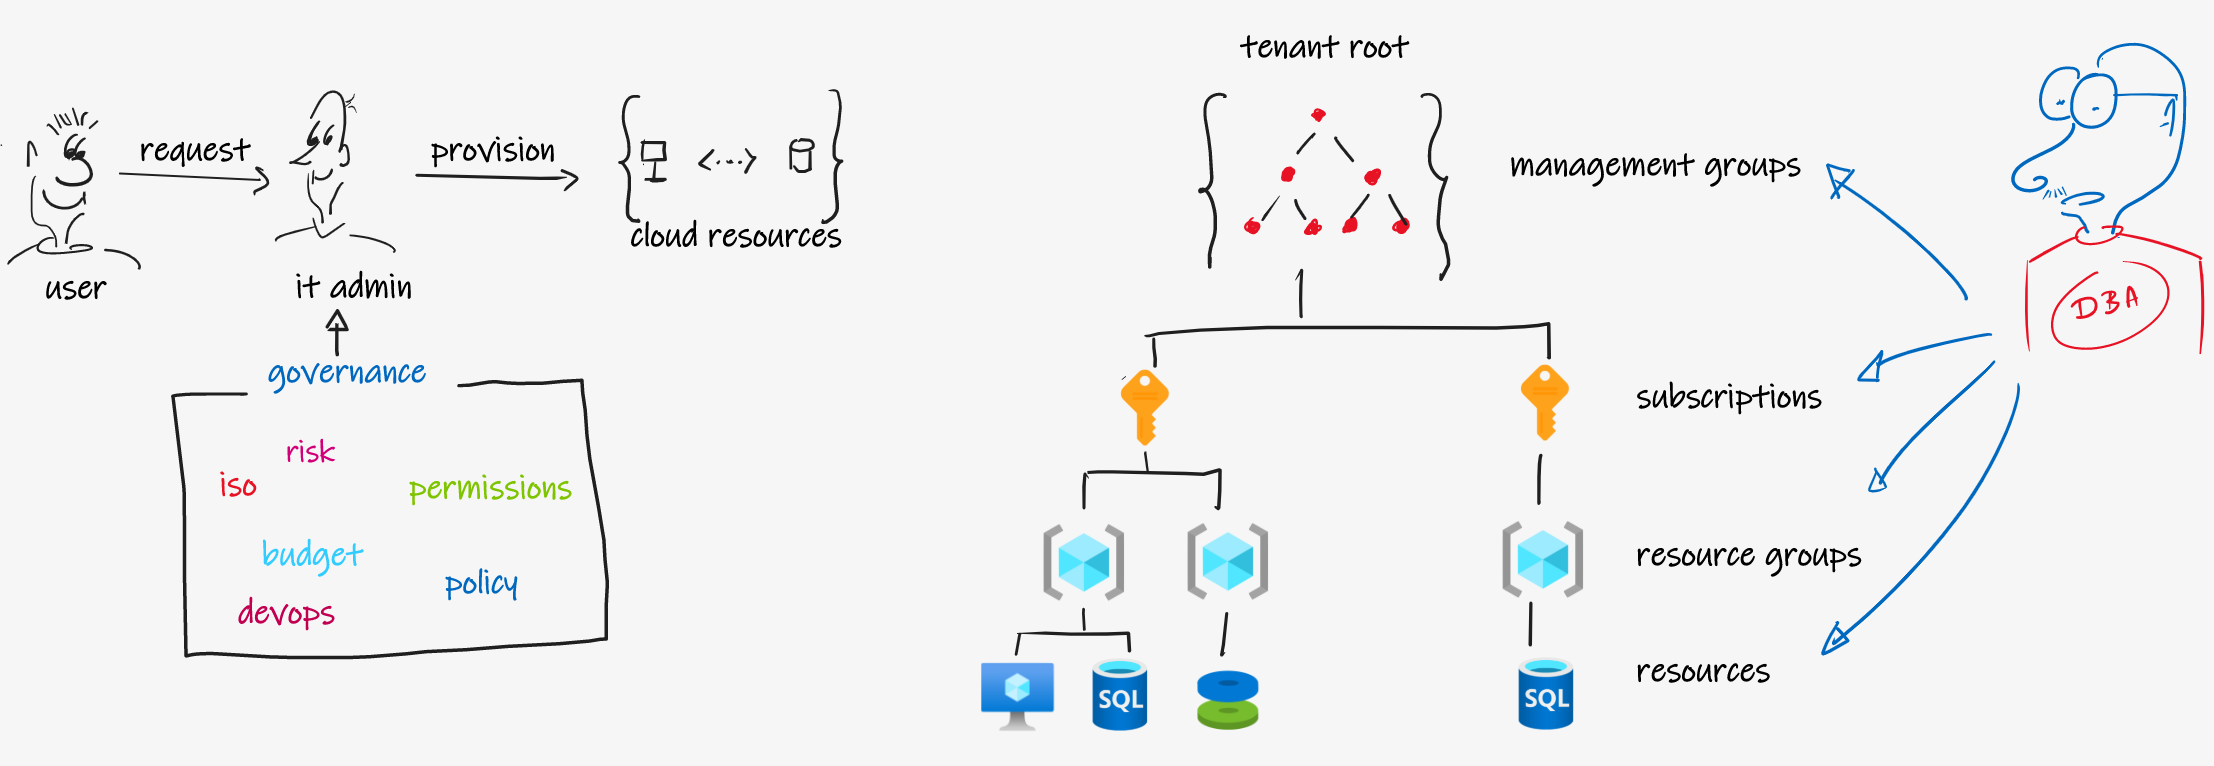 request
provision
cloud resources
user
it admin
governance
risk
iso
permissions
budget
policy
devops
tenant root
management groups
DBA
subscriptions
resource groups
SQL
SQL
resources